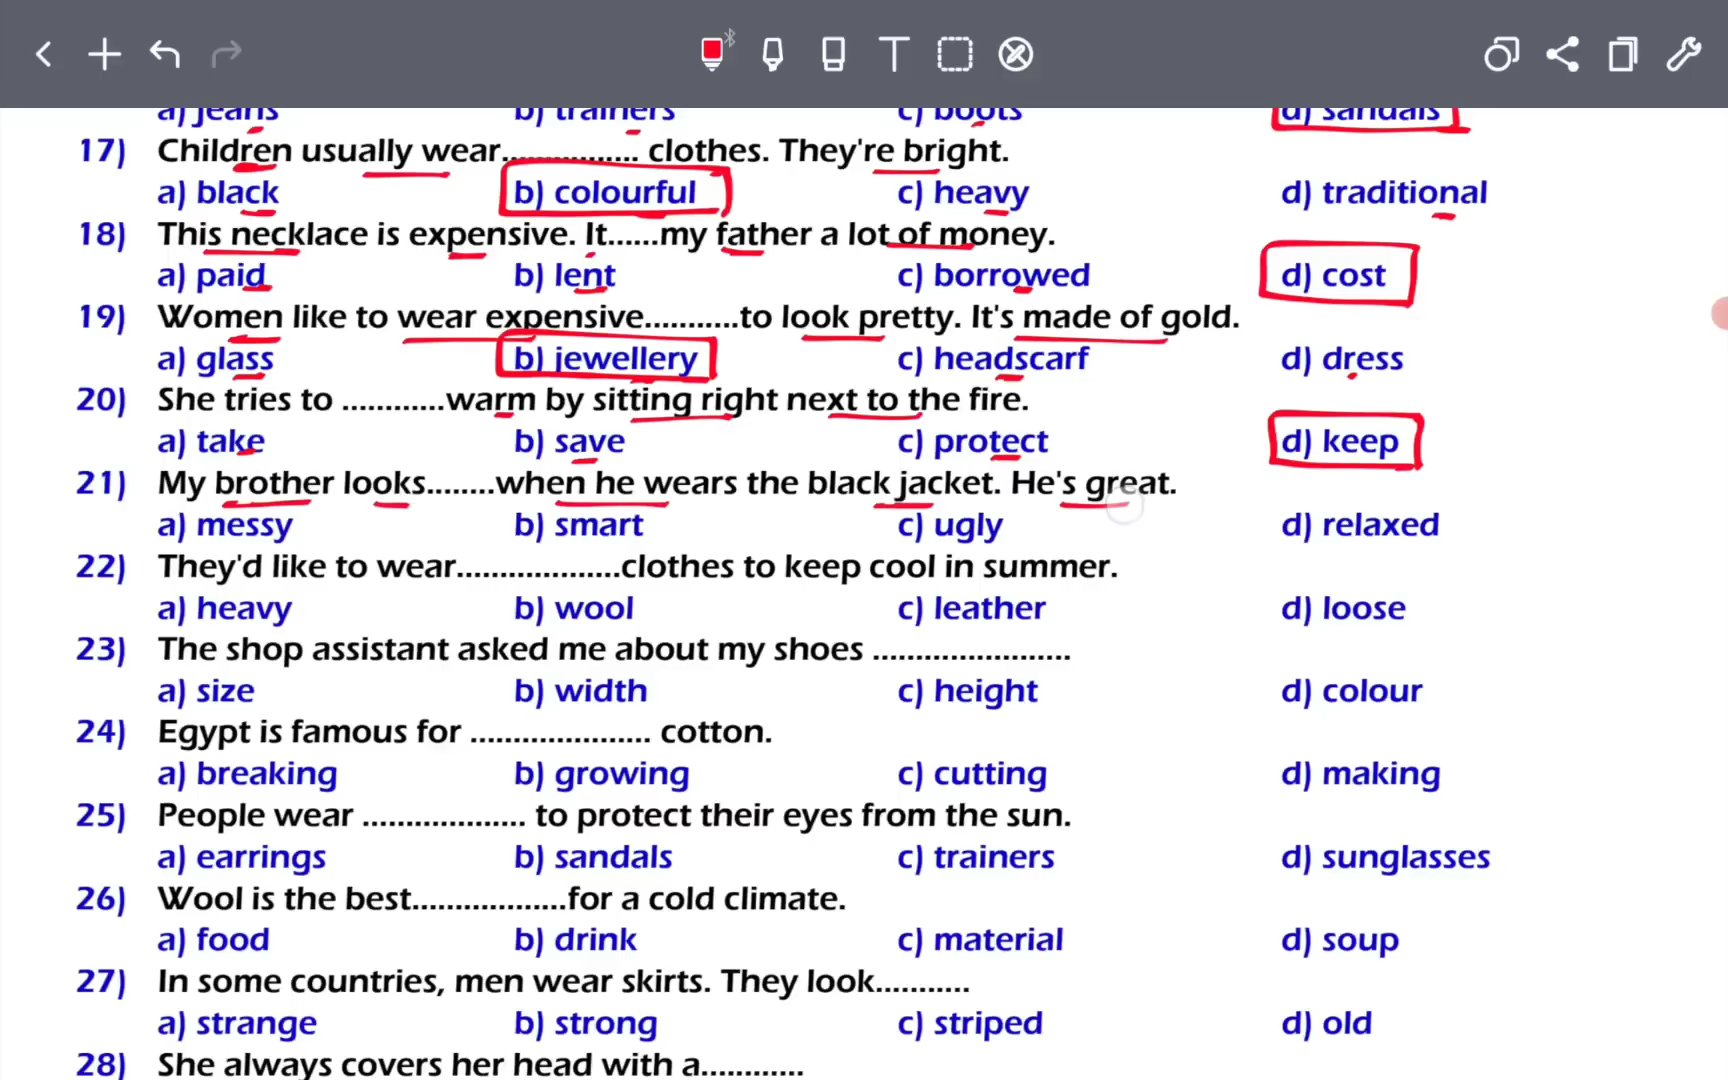 a) jeans b) trainers c) boots d) sandals
17) Children usually wear............... clothes. They're bright.
a) black b) colourful c) heavy d) traditional
18) This necklace is expensive. It......my father a lot of money.
a) paid b) lent c) borrowed d) cost
19) Women like to wear expensive...........to look pretty. It's made of gold.
a) glass b) jewellery c) headscarf d) dress
20) She tries to ............warm by sitting right next to the fire.
a) take b) save c) protect d) keep
21) My brother looks........when he wears the black jacket. He's great.
a) messy b) smart c) ugly d) relaxed
22) They'd like to wear...................clothes to keep cool in summer.
a) heavy b) wool c) leather d) loose
23) The shop assistant asked me about my shoes .......................
a) size b) width c) height d) colour
24) Egypt is famous for ..................... cotton.
a) breaking b) growing c) cutting d) making
25) People wear ................... to protect their eyes from the sun.
a) earrings b) sandals c) trainers d) sunglasses
26) Wool is the best..................for a cold climate.
a) food b) drink c) material d) soup
27) In some countries, men wear skirts. They look...........
a) strange b) strong c) striped d) old
28) She always covers her head with a............